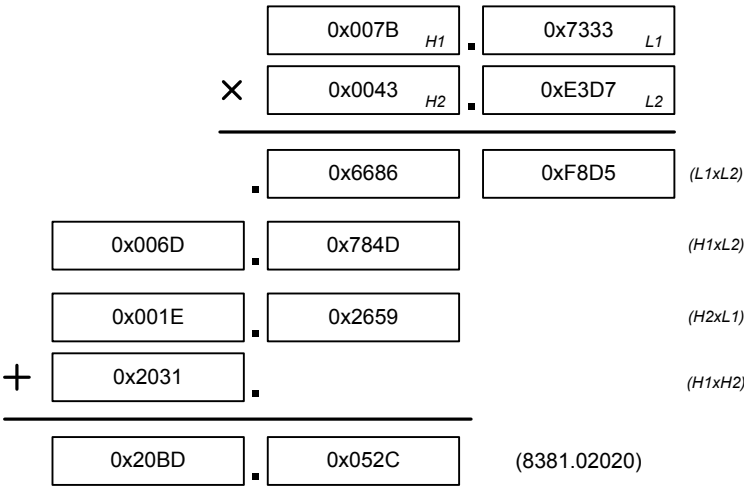 0x007B H1 . 0x7333 L1
× 0x0043 H2 . 0xE3D7 L2
. 0x6686 0xF8D5 (L1xL2)
0x006D . 0x784D (H1xL2)
0x001E . 0x2659 (H2xL1)
+ 0x2031 . (H1xH2)
0x20BD . 0x052C (8381.02020)